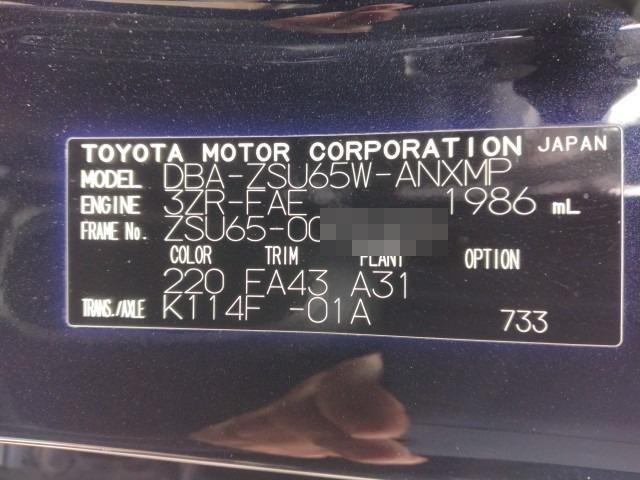 TOYOTA MOTOR CORPORATION JAPAN
MODEL DBA-ZSU65W-ANXMP
ENGINE 3ZR-FAE 1986 mL
FRAME No. ZSU65-00
COLOR TRIM PLANT OPTION
220 FA43 A31
TRANS./AXLE K114F -01A 733